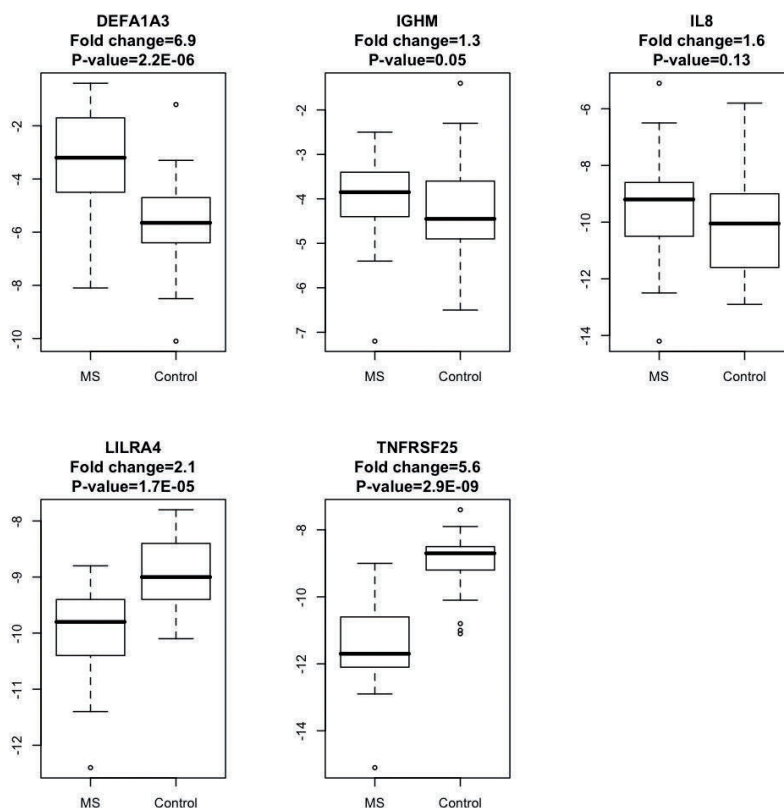 DEFA1A3
Fold change=6.9
P-value=2.2E-06
-2
-4
-6
-8
-10
MS Control
IGHM
Fold change=1.3
P-value=0.05
-2
-3
-4
-5
-6
-7
MS Control
IL8
Fold change=1.6
P-value=0.13
-6
-8
-10
-12
-14
MS Control
LILRA4
Fold change=2.1
P-value=1.7E-05
-8
-9
-10
-11
-12
MS Control
TNFRSF25
Fold change=5.6
P-value=2.9E-09
-8
-10
-12
-14
MS Control